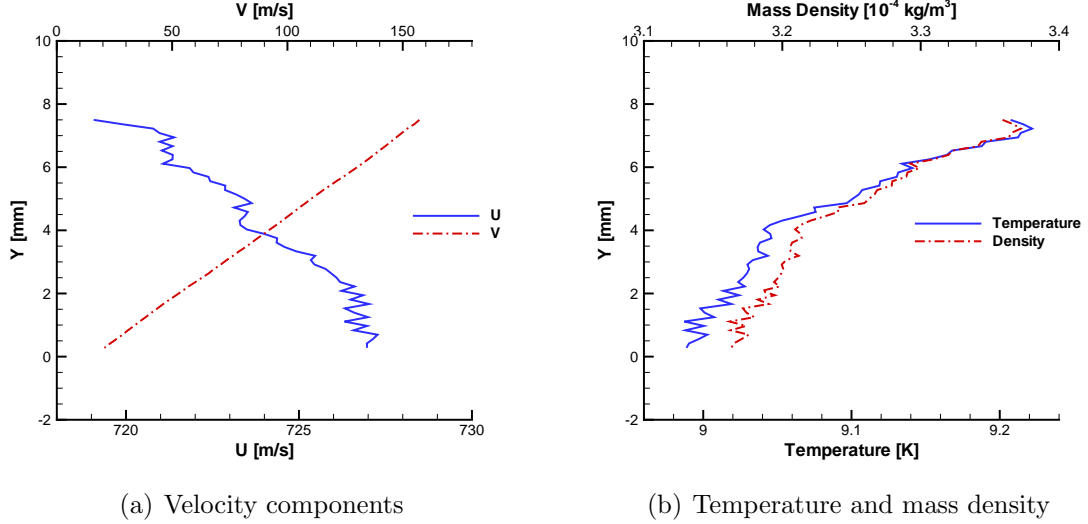 V [m/s]
0 50 100 150
Y [mm]
10
8
6
4
2
0
-2
U
V
720 725 730
U [m/s]
(a) Velocity components
Mass Density [10⁻⁴ kg/m³]
3.1 3.2 3.3 3.4
Y [mm]
10
8
6
4
2
0
-2
Temperature
Density
9 9.1 9.2
Temperature [K]
(b) Temperature and mass density